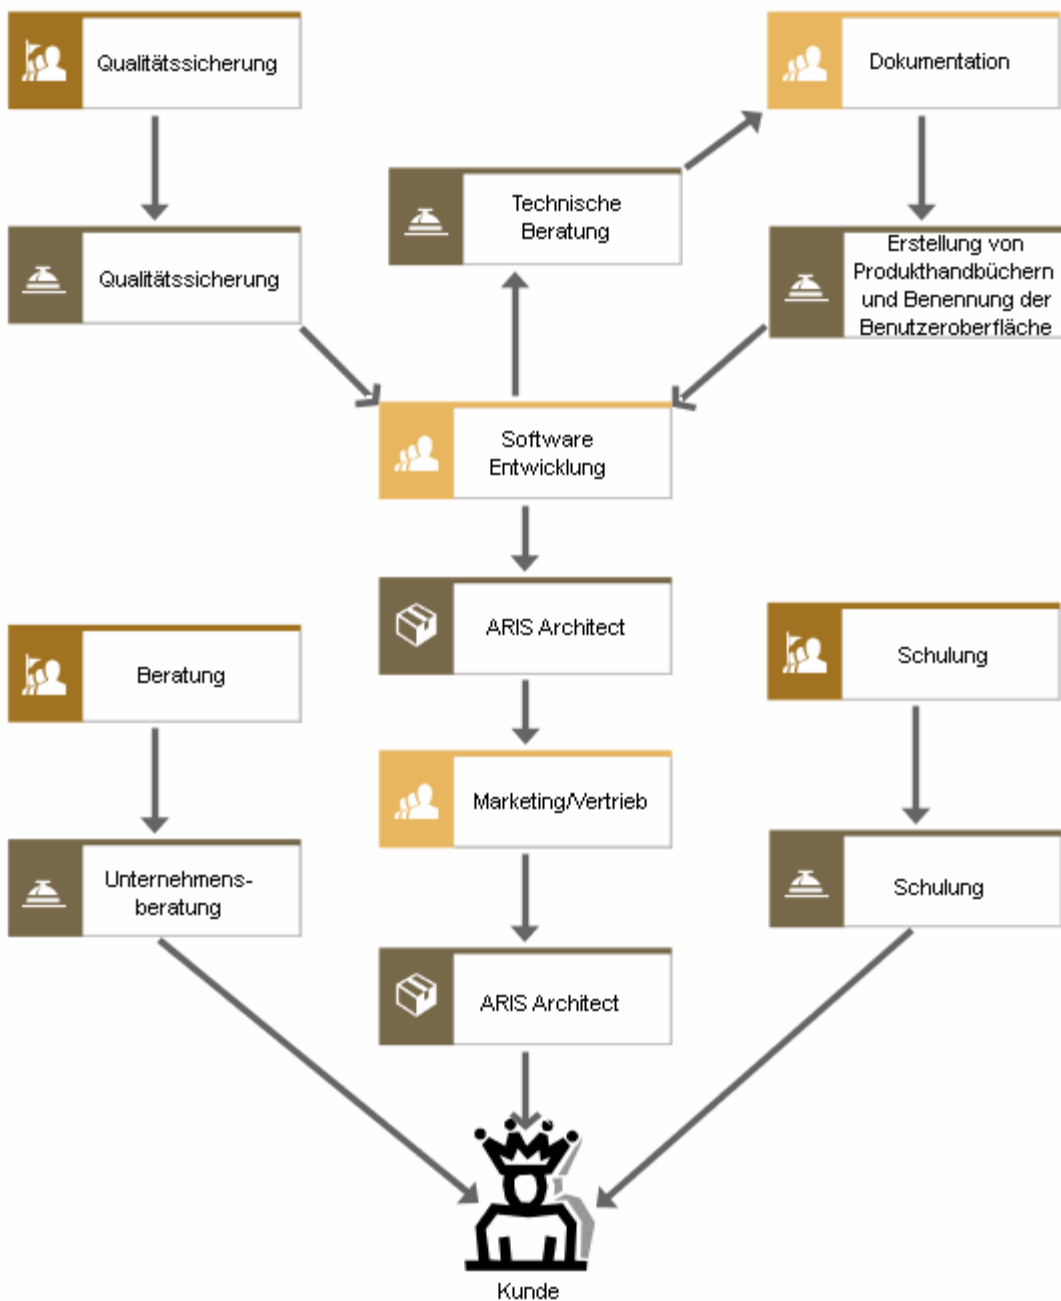 Qualitätssicherung
Dokumentation
Technische
Beratung
Qualitätssicherung
Erstellung von
Produkthandbüchern
und Benennung der
Benutzeroberfläche
Software
Entwicklung
ARIS Architect
Beratung
Schulung
Marketing/Vertrieb
Unternehmens-
beratung
Schulung
ARIS Architect
Kunde